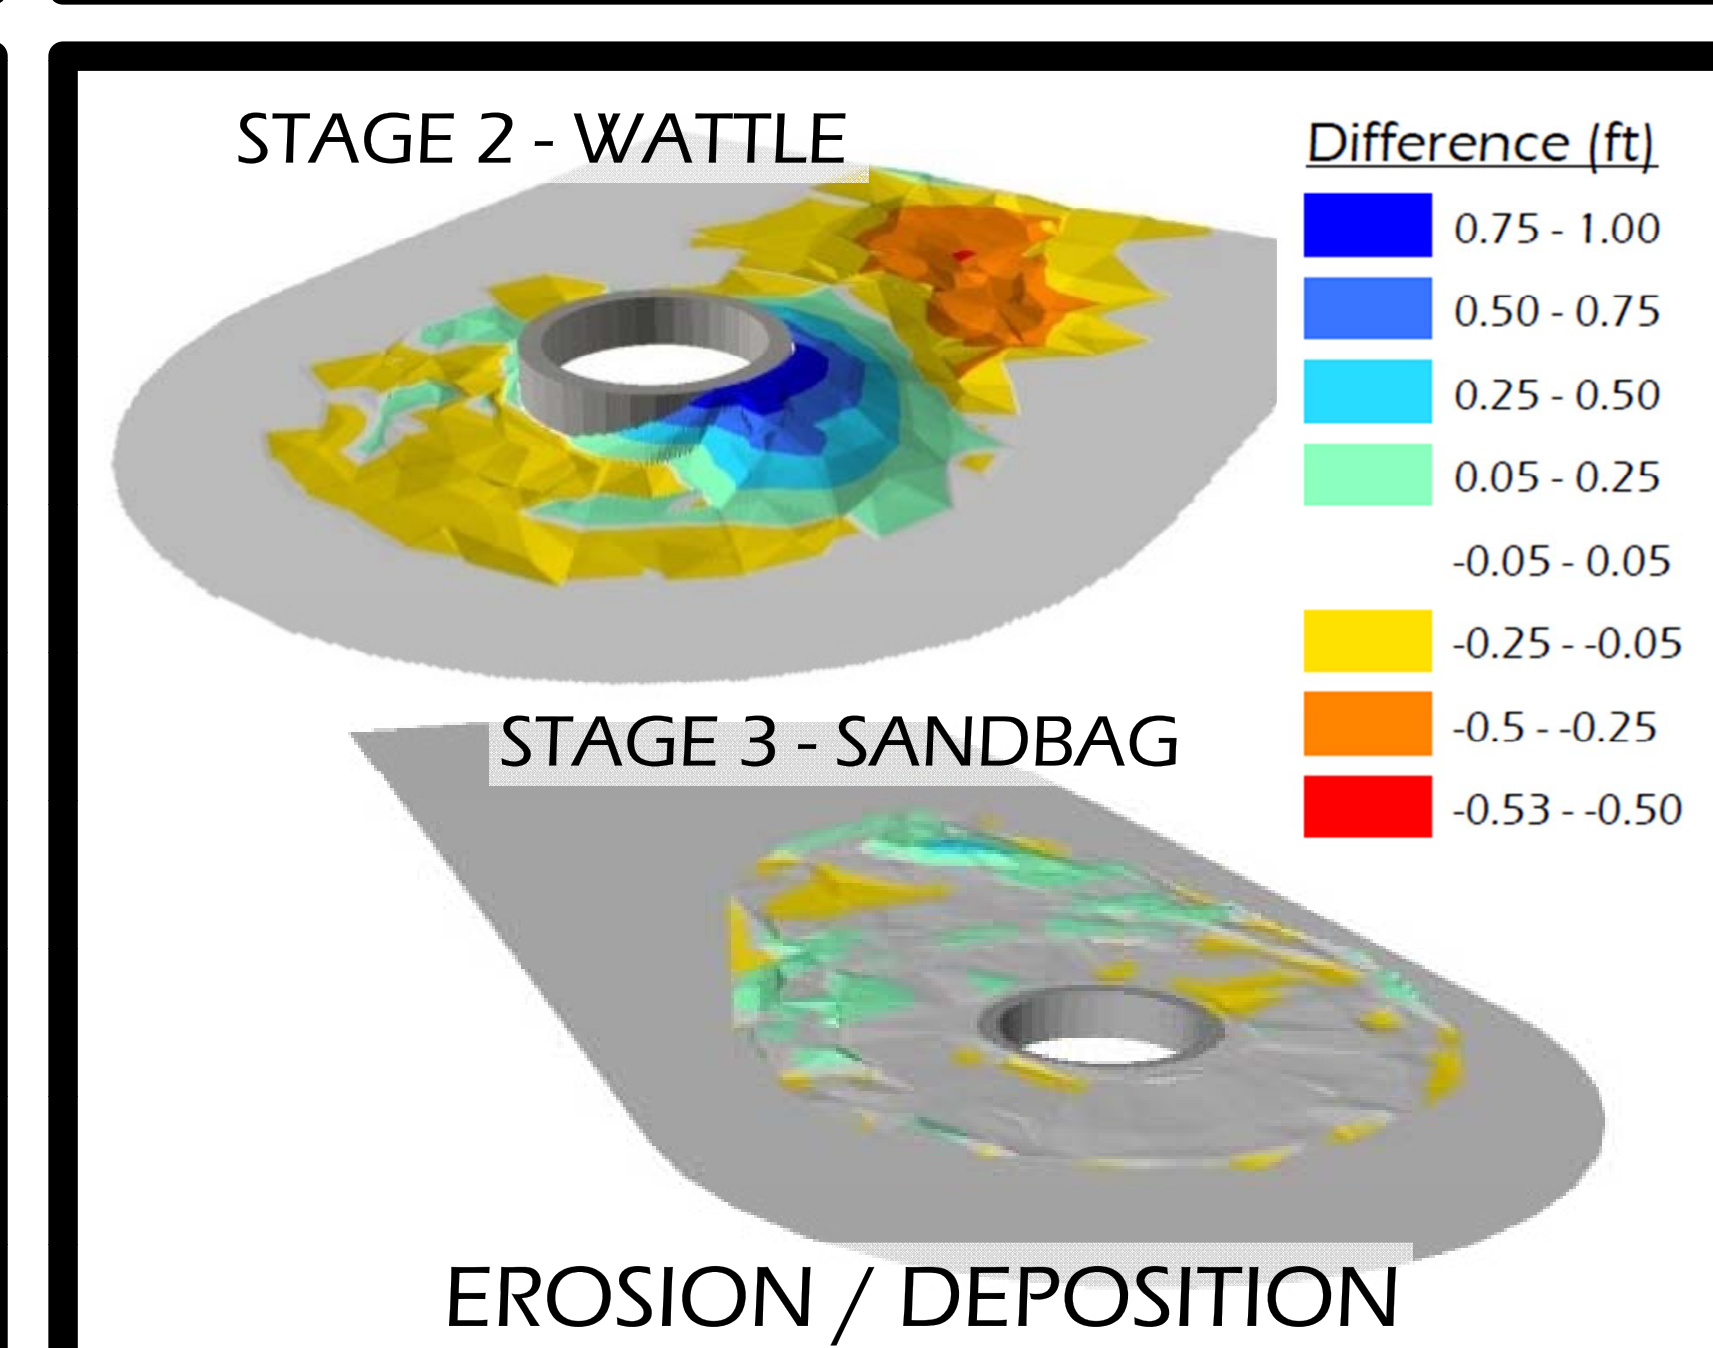 STAGE 2 - WATTLE
Difference (ft)
0.75 - 1.00
0.50 - 0.75
0.25 - 0.50
0.05 - 0.25
-0.05 - 0.05
-0.25 - -0.05
-0.5 - -0.25
-0.53 - -0.50
STAGE 3 - SANDBAG
EROSION / DEPOSITION